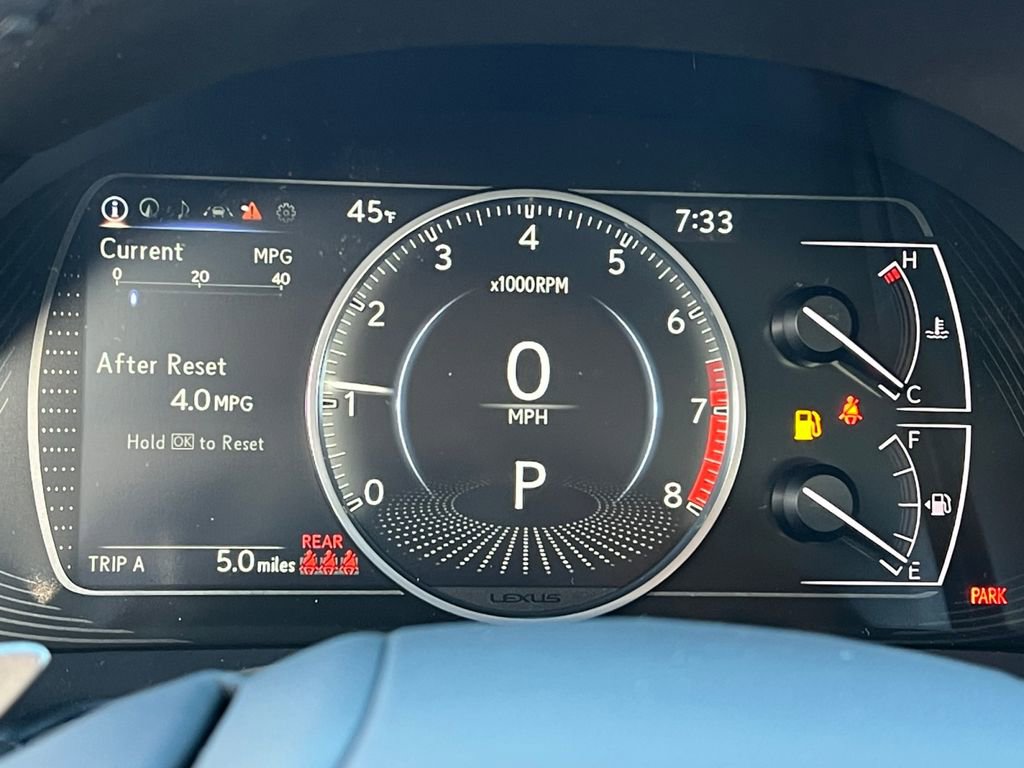 45°F
7:33
Current MPG
0 20 40
After Reset
4.0 MPG
Hold OK to Reset
TRIP A 5.0 miles
REAR
0 1 2 3 4 5 6 7 8
x1000RPM
0
MPH
P
LEXUS
H
C
F
E
PARK